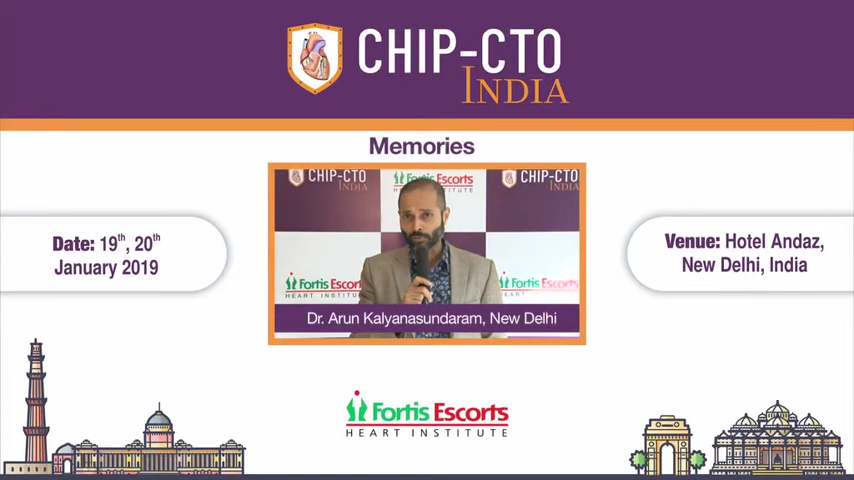 CHIP-CTO
INDIA
Memories
CHIP-CTO
INDIA
Fortis Escorts
HEART INSTITUTE
CHIP-CTO
INDIA
Date: 19th, 20th
January 2019
Venue: Hotel Andaz,
New Delhi, India
Fortis Escorts
HEART INSTITUTE
Fortis
HEART INSTITUTE
Dr. Arun Kalyanasundaram, New Delhi
Fortis Escorts
HEART INSTITUTE